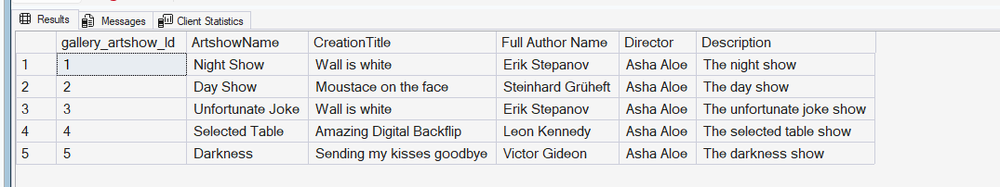 Results Messages Client Statistics
gallery_artshow_Id ArtshowName CreationTitle Full Author Name Director Description
1 1 Night Show Wall is white Erik Stepanov Asha Aloe The night show
2 2 Day Show Moustace on the face Steinhard Grüheft Asha Aloe The day show
3 3 Unfortunate Joke Wall is white Erik Stepanov Asha Aloe The unfortunate joke show
4 4 Selected Table Amazing Digital Backflip Leon Kennedy Asha Aloe The selected table show
5 5 Darkness Sending my kisses goodbye Victor Gideon Asha Aloe The darkness show